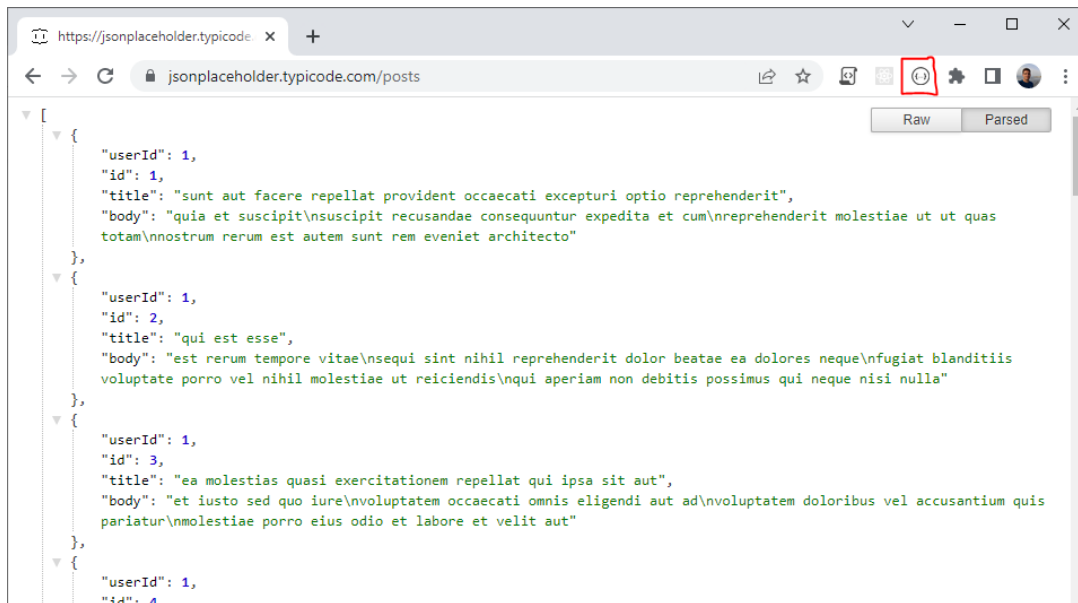 https://jsonplaceholder.typicode.
jsonplaceholder.typicode.com/posts
Raw Parsed
[
{
"userId": 1,
"id": 1,
"title": "sunt aut facere repellat provident occaecati excepturi optio reprehenderit",
"body": "quia et suscipit\nsuscipit recusandae consequuntur expedita et cum\nreprehenderit molestiae ut ut quas
totam\nnostrum rerum est autem sunt rem eveniet architecto"
},
{
"userId": 1,
"id": 2,
"title": "qui est esse",
"body": "est rerum tempore vitae\nsequi sint nihil reprehenderit dolor beatae ea dolores neque\nfugiat blanditiis
voluptate porro vel nihil molestiae ut reiciendis\nqui aperiam non debitis possimus qui neque nisi nulla"
},
{
"userId": 1,
"id": 3,
"title": "ea molestias quasi exercitationem repellat qui ipsa sit aut",
"body": "et iusto sed quo iure\nvoluptatem occaecati omnis eligendi aut ad\nvoluptatem doloribus vel accusantium quis
pariatur\nmolestiae porro eius odio et labore et velit aut"
},
{
"userId": 1,
"id": 4,